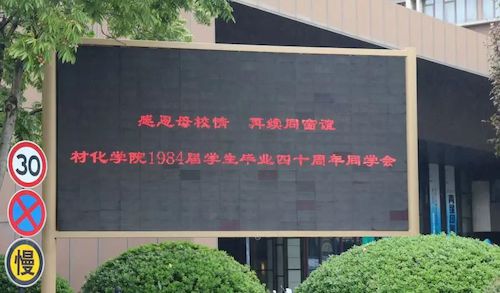 感恩母校情 再续同窗谊
材化学院1984届学生毕业四十周年同学会
30
慢